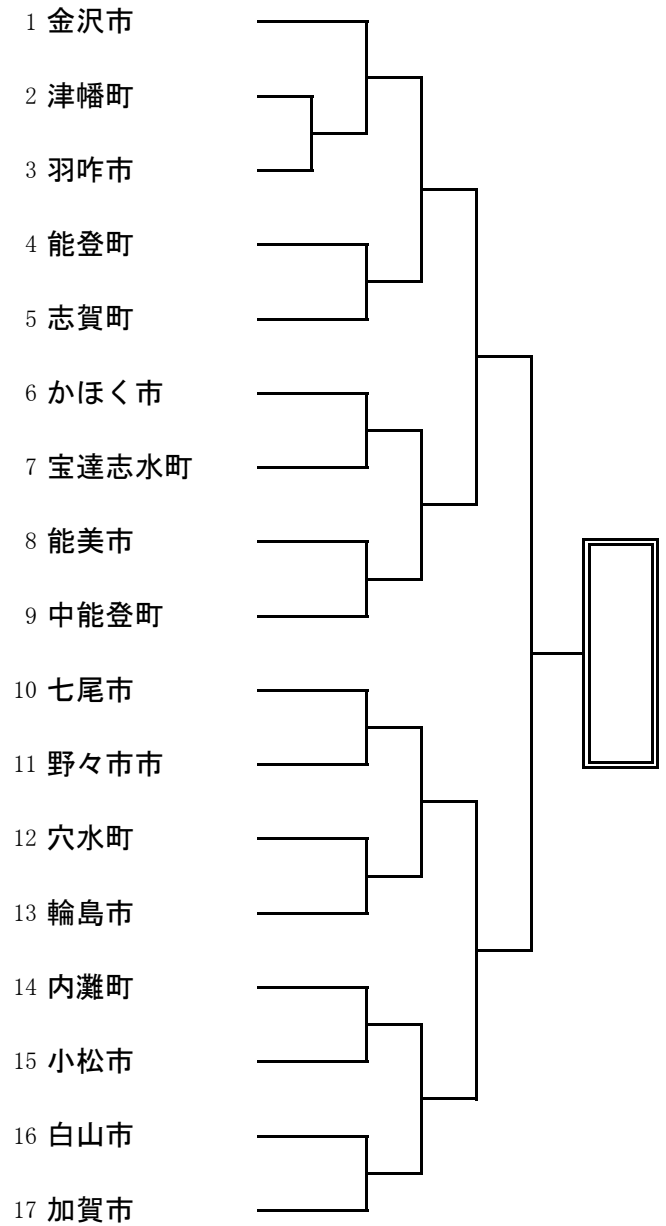 1 金沢市
2 津幡町
3 羽咋市
4 能登町
5 志賀町
6 かほく市
7 宝達志水町
8 能美市
9 中能登町
10 七尾市
11 野々市市
12 穴水町
13 輪島市
14 内灘町
15 小松市
16 白山市
17 加賀市